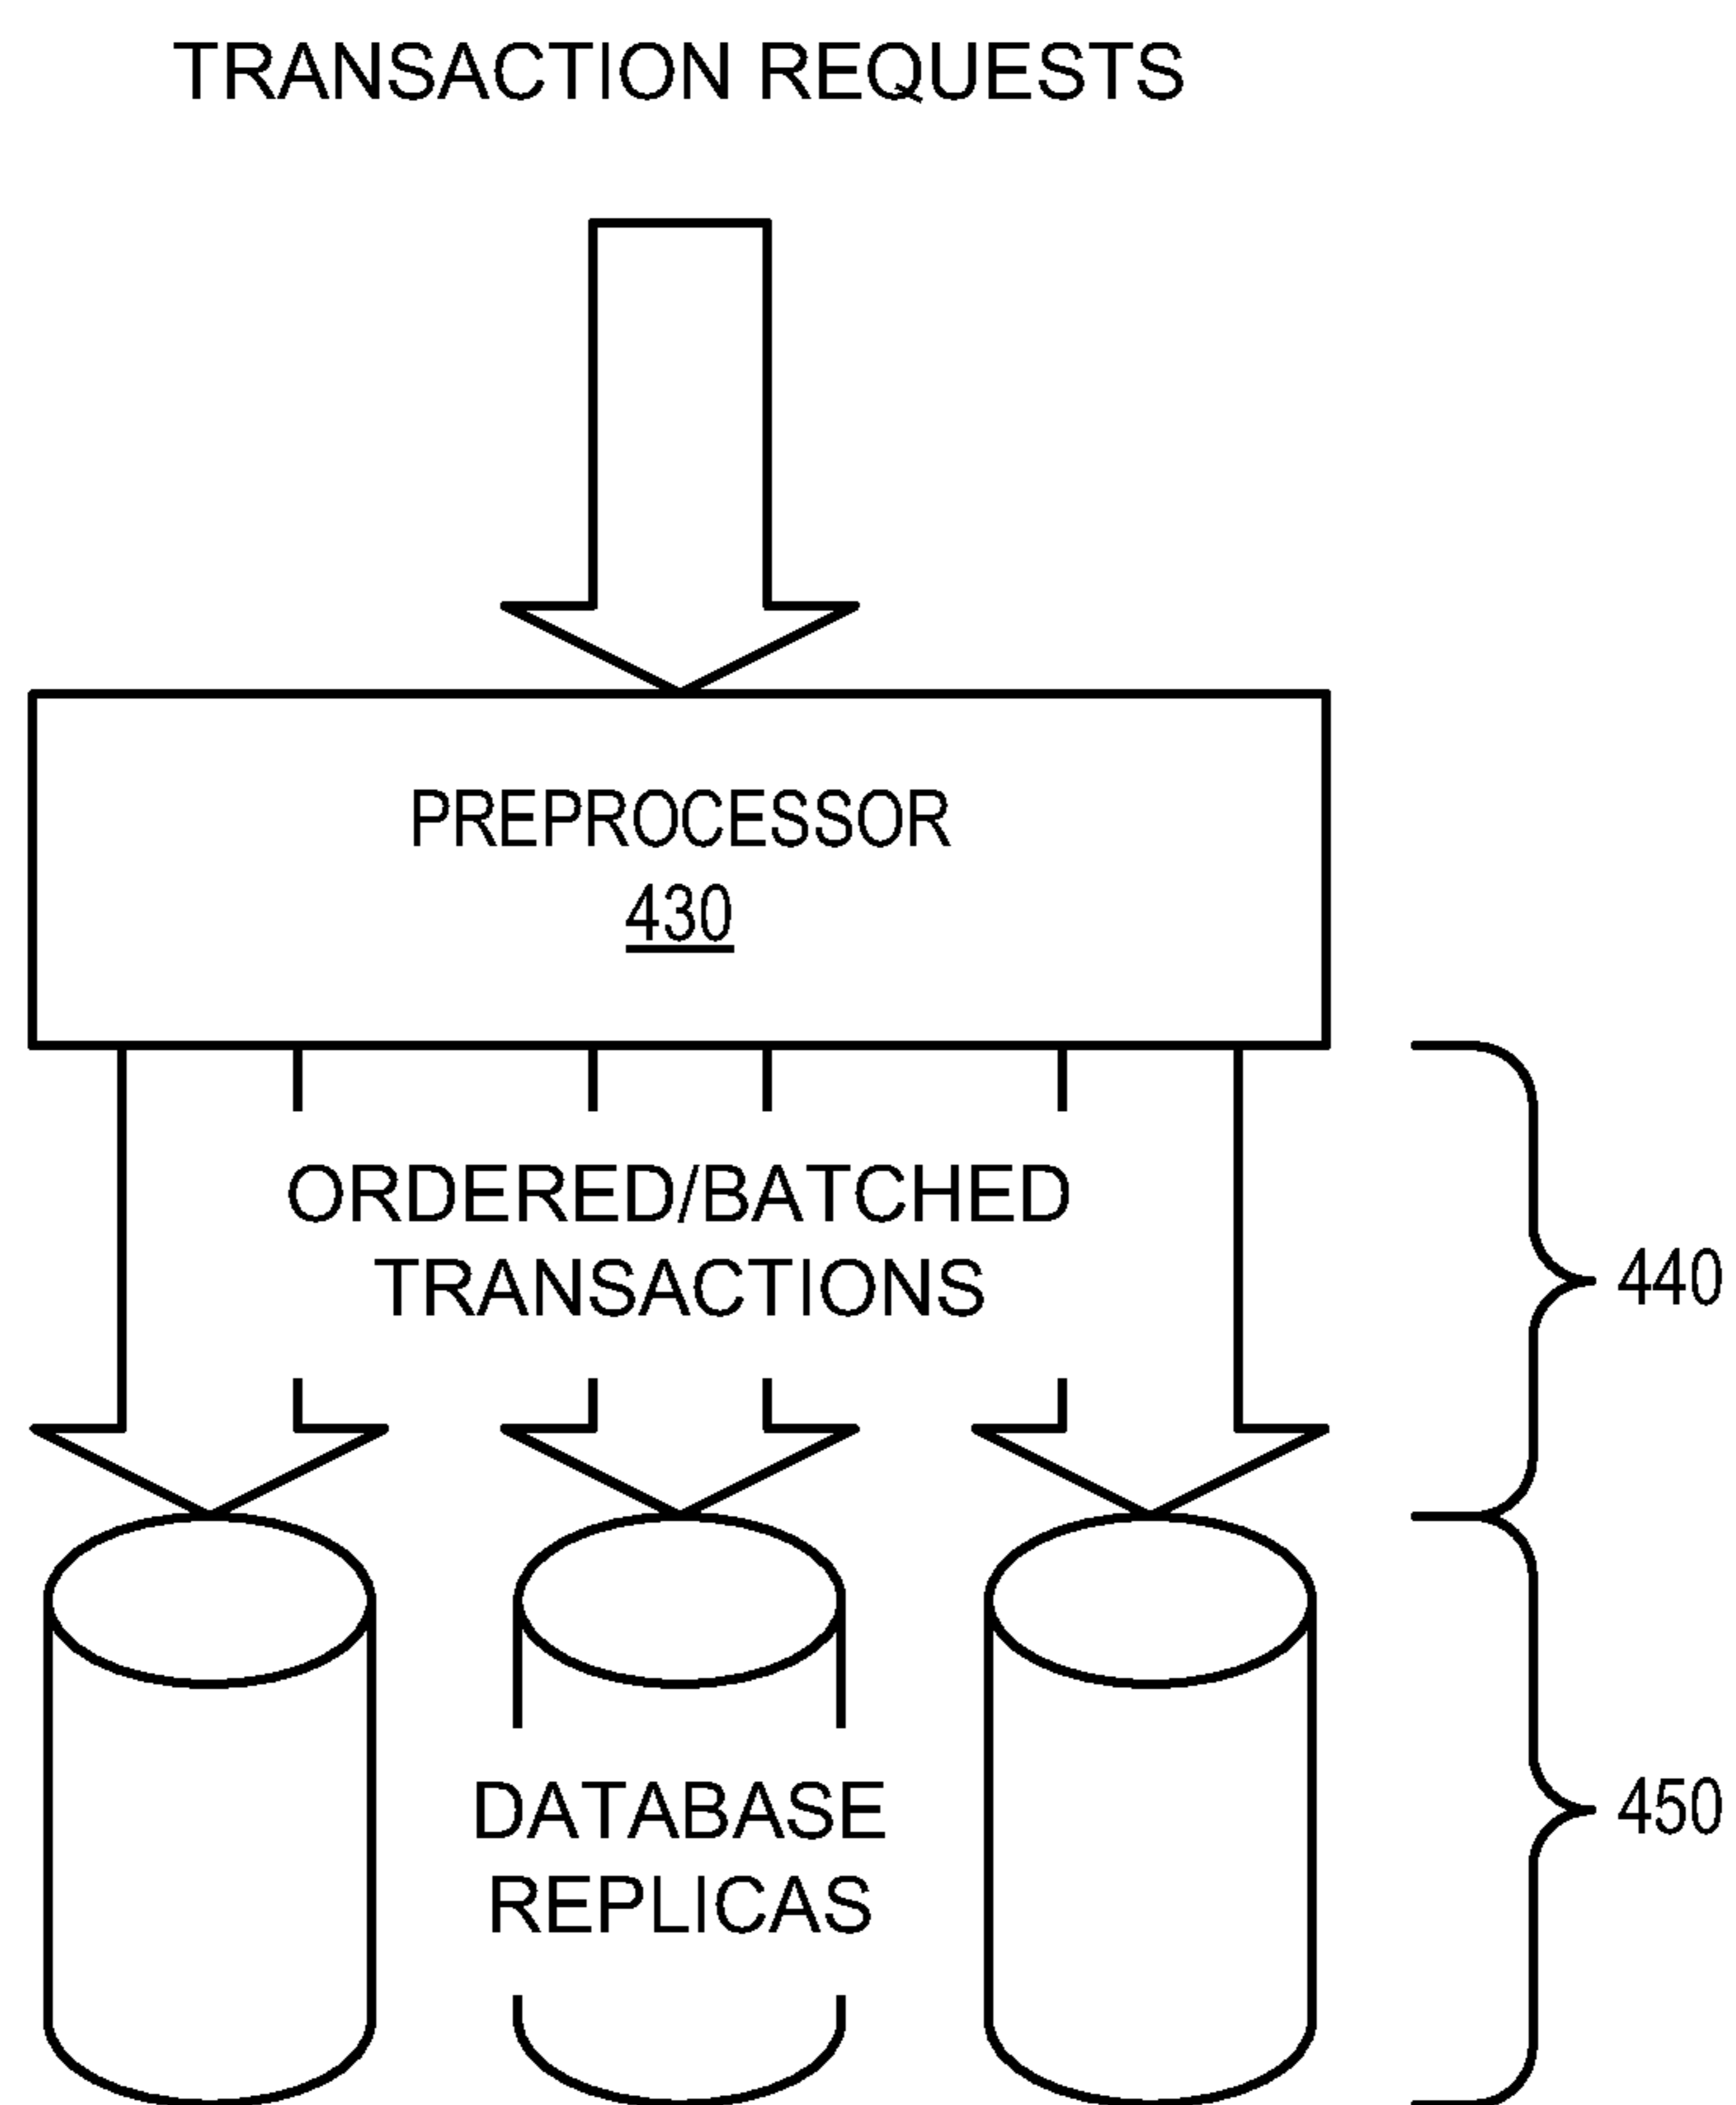 TRANSACTION REQUESTS
PREPROCESSOR
430
ORDERED/BATCHED
TRANSACTIONS
440
DATABASE
REPLICAS
450